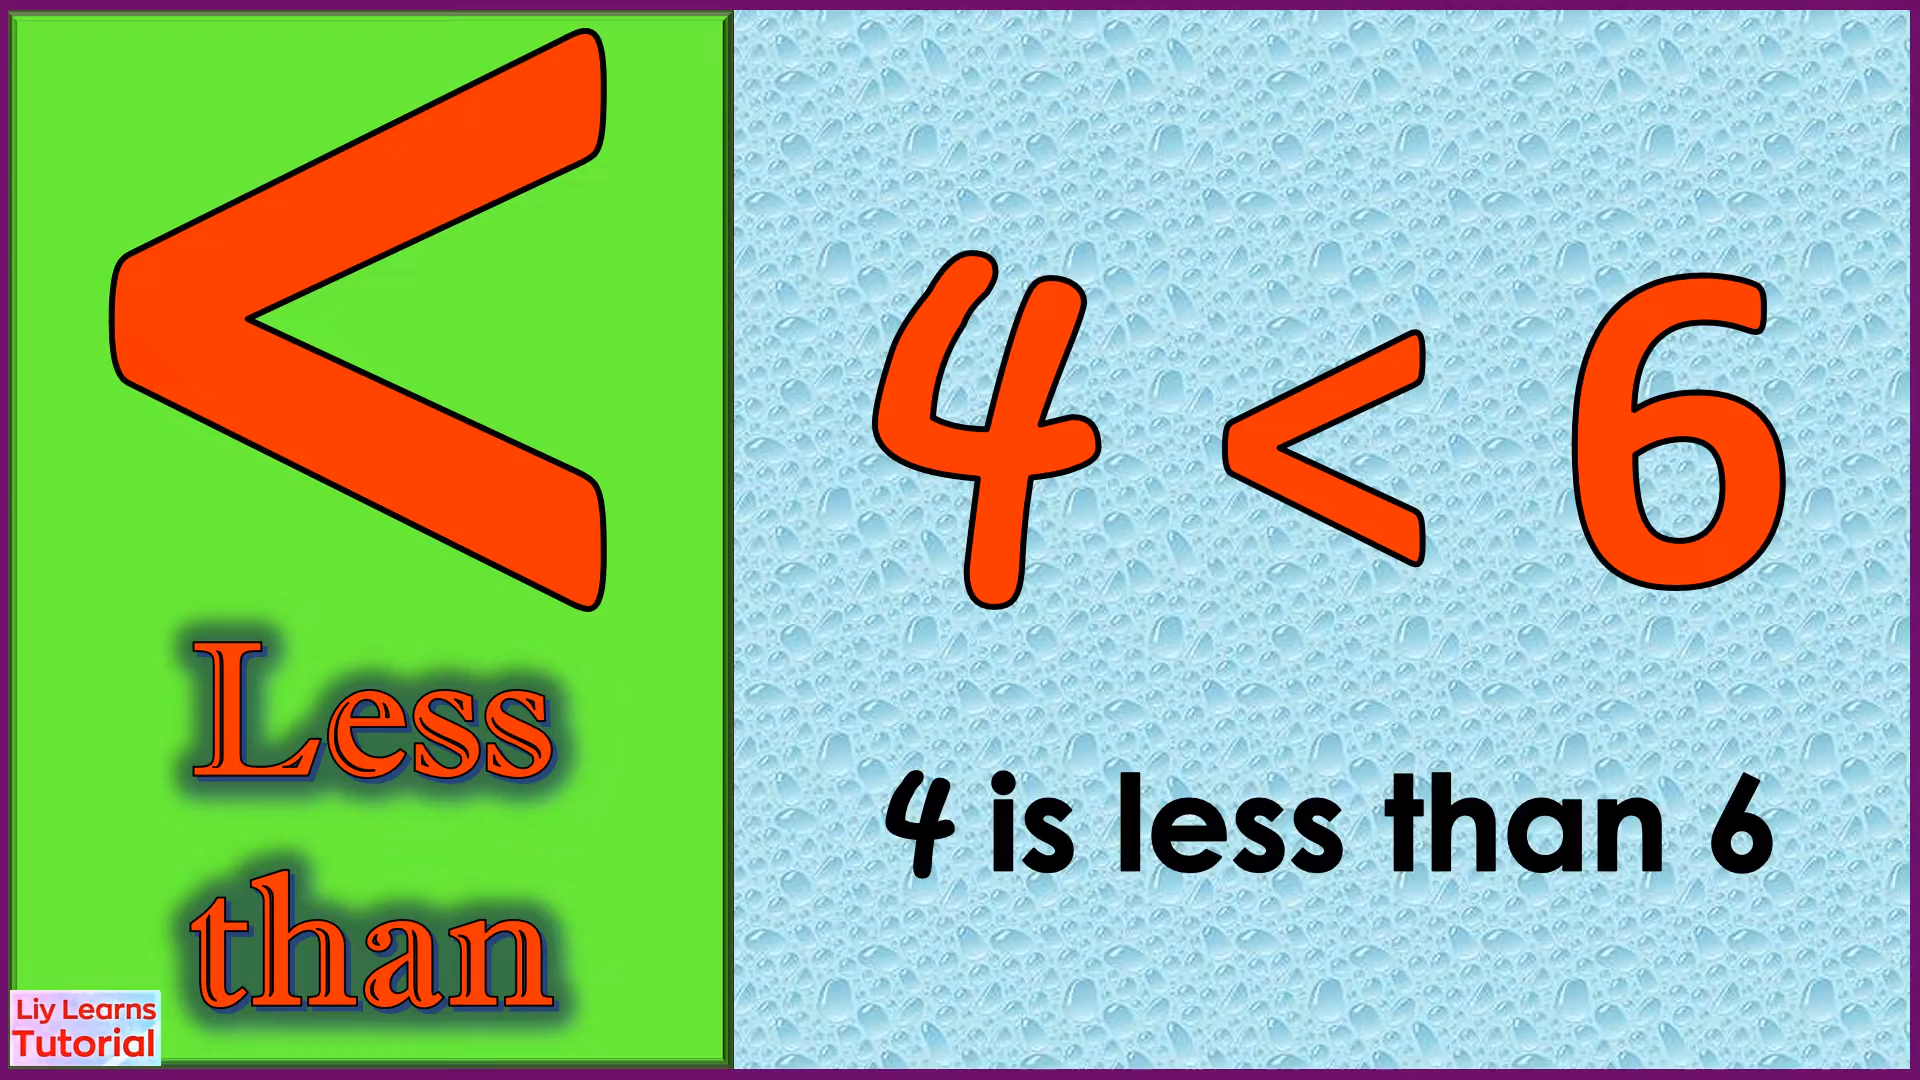 <
Less
than
4 < 6
4 is less than 6
Liy Learns
Tutorial